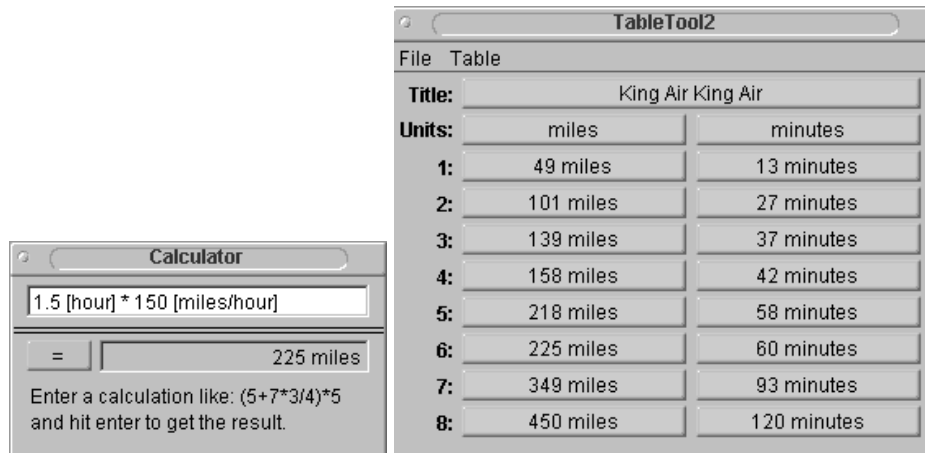 Calculator
1.5 [hour] * 150 [miles/hour]
= 225 miles
Enter a calculation like: (5+7*3/4)*5
and hit enter to get the result.
TableTool2
File Table
Title: King Air King Air
Units: miles minutes
1: 49 miles 13 minutes
2: 101 miles 27 minutes
3: 139 miles 37 minutes
4: 158 miles 42 minutes
5: 218 miles 58 minutes
6: 225 miles 60 minutes
7: 349 miles 93 minutes
8: 450 miles 120 minutes